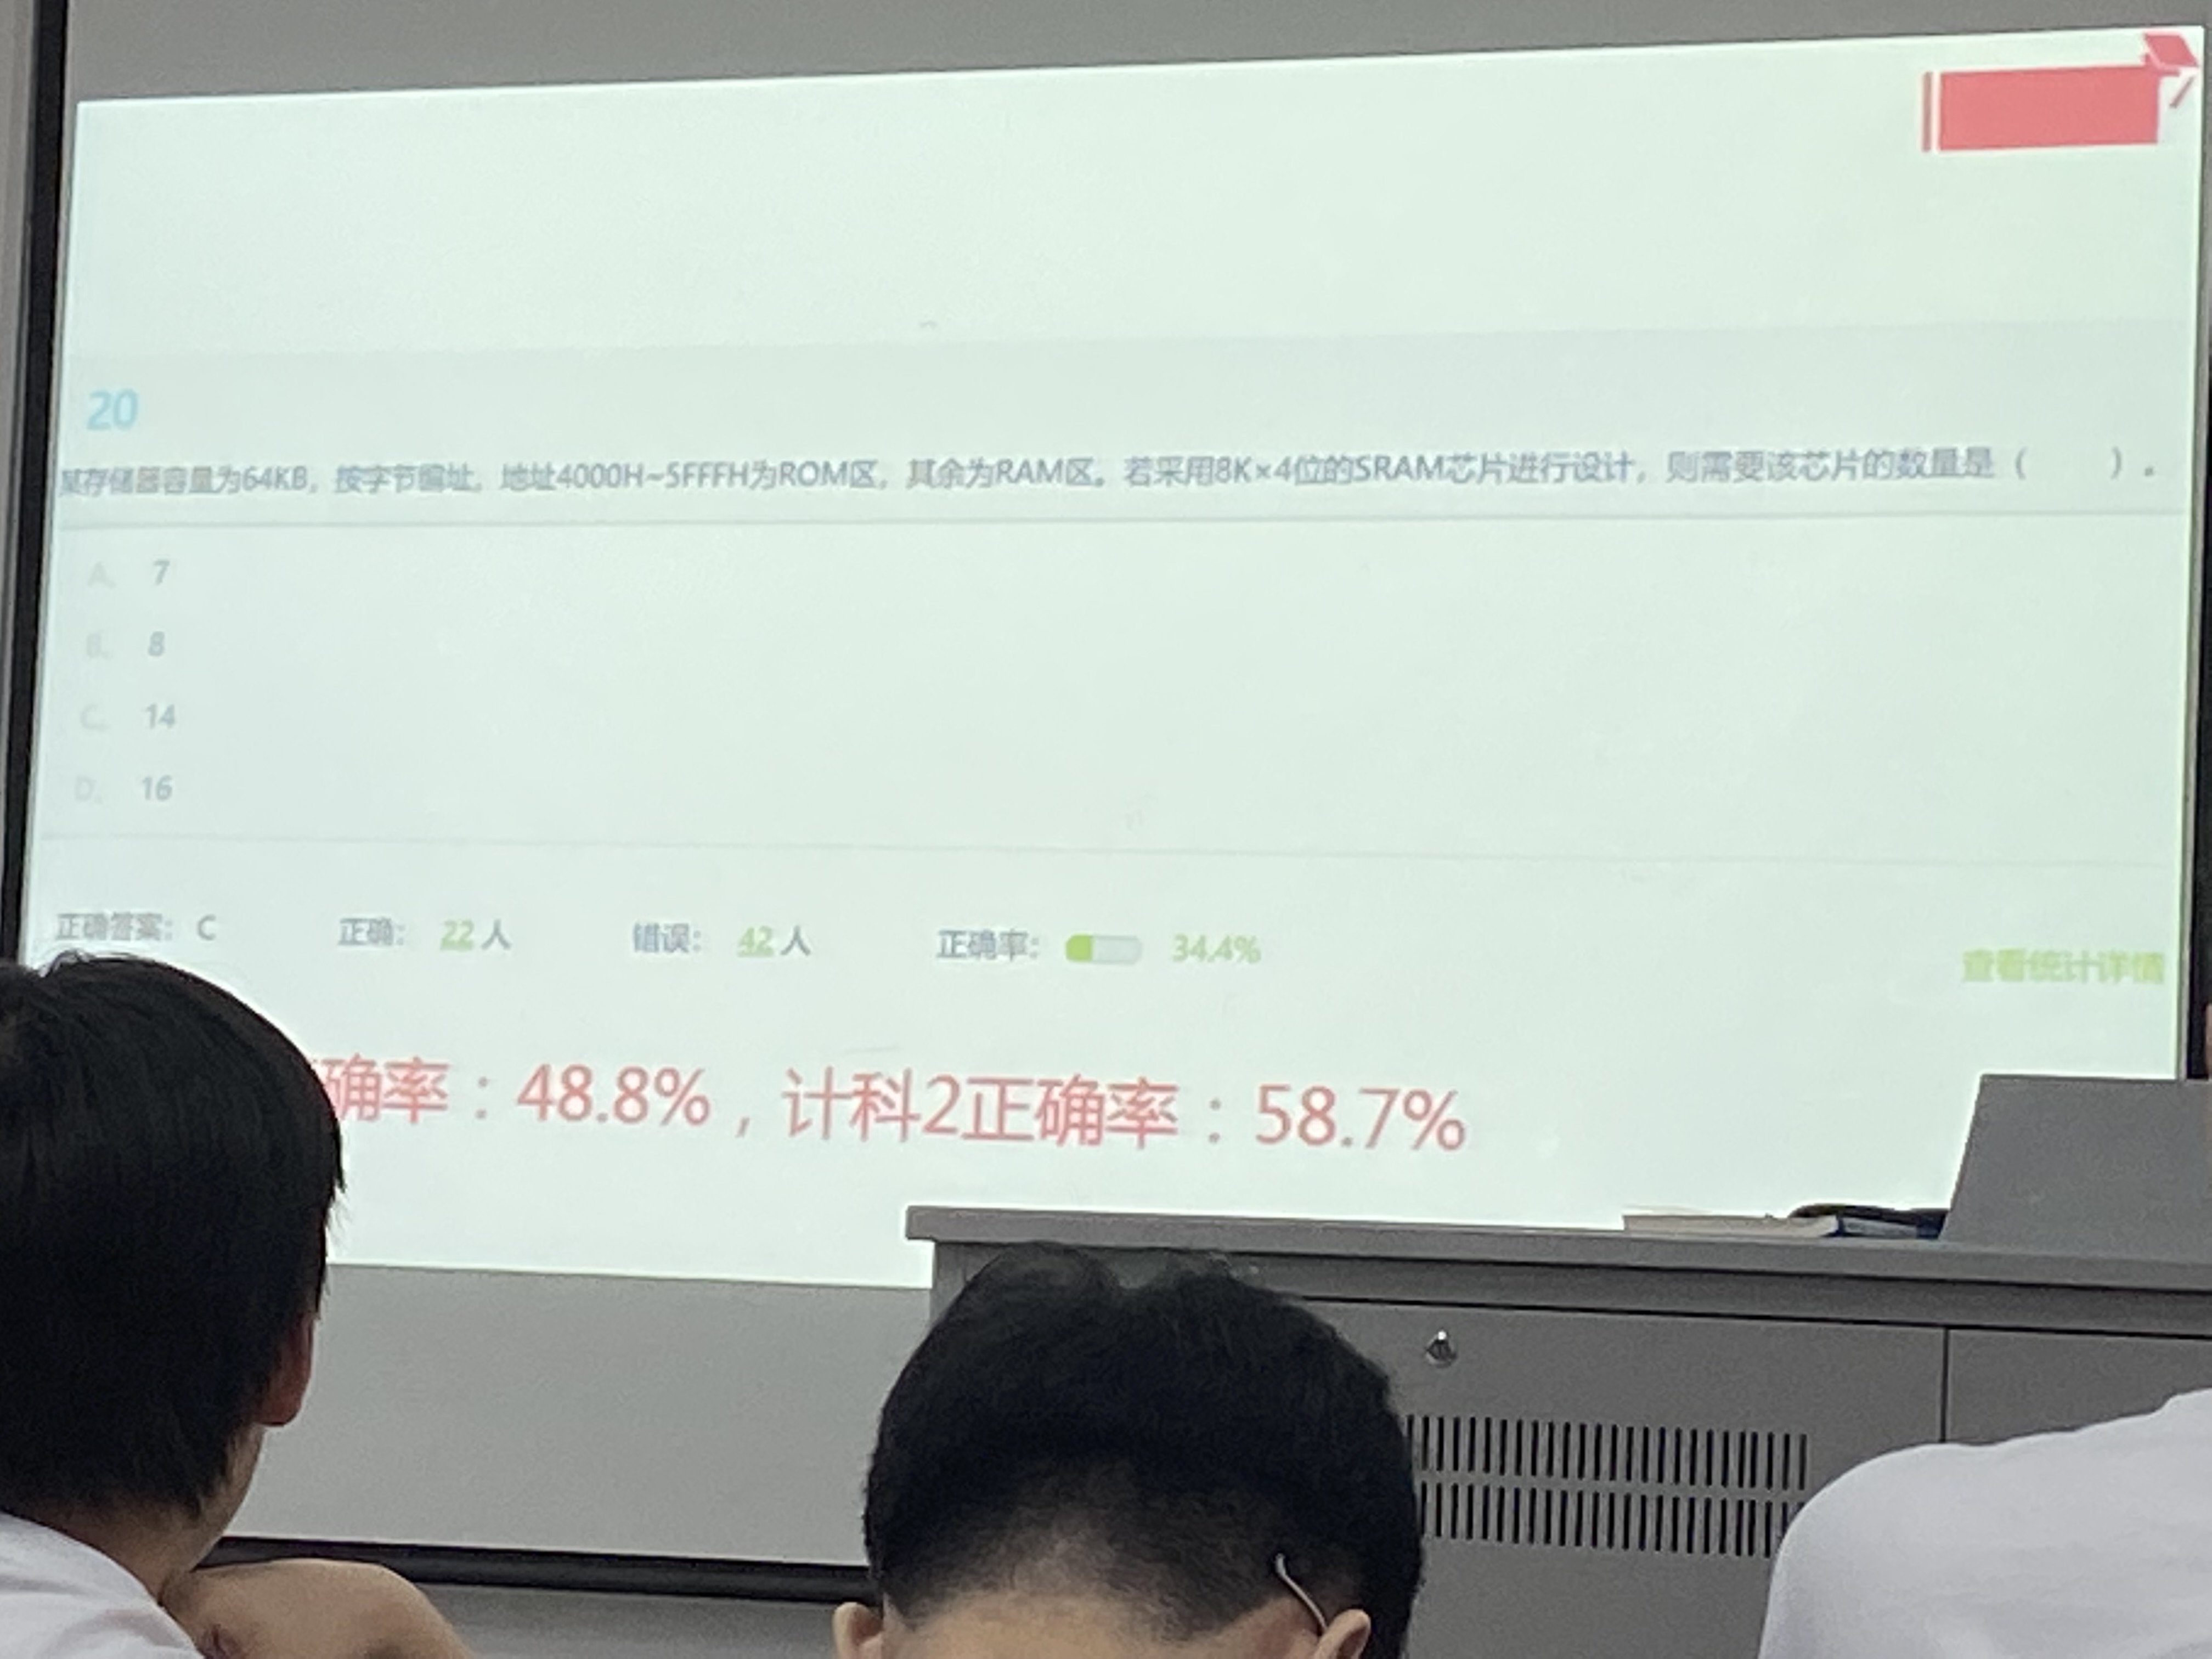 20
某存储器容量为64KB，按字节编址。地址4000H~5FFFH为ROM区，其余为RAM区。若采用8K×4位的SRAM芯片进行设计，则需要该芯片的数量是（　　）。
A. 7
B. 8
C. 14
D. 16
正确答案： C 正确： 22人 错误： 42人 正确率： 34.4%
查看统计详情
确率：48.8%，计科2正确率：58.7%